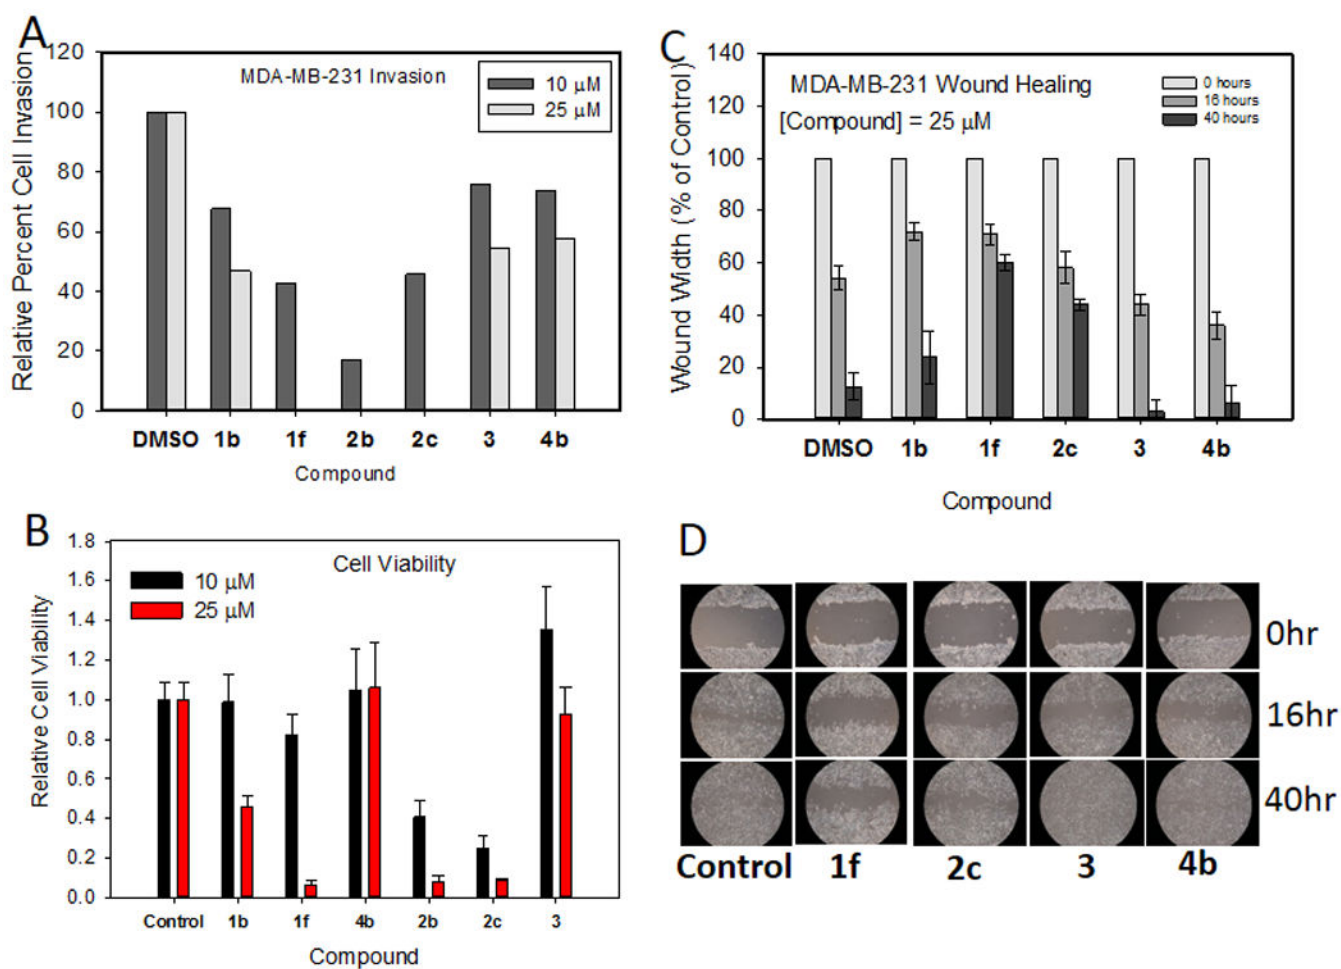 A
120
100
80
60
40
20
0
Relative Percent Cell Invasion
MDA-MB-231 Invasion
10 µM
25 µM
DMSO 1b 1f 2b 2c 3 4b
Compound
B
1.8
1.6
1.4
1.2
1.0
0.8
0.6
0.4
0.2
0.0
Relative Cell Viability
Cell Viability
10 µM
25 µM
Control 1b 1f 4b 2b 2c 3
Compound
C
140
120
100
80
60
40
20
0
Wound Width (% of Control)
MDA-MB-231 Wound Healing
[Compound] = 25 µM
0 hours
16 hours
40 hours
DMSO 1b 1f 2c 3 4b
Compound
D
0hr
16hr
40hr
Control 1f 2c 3 4b